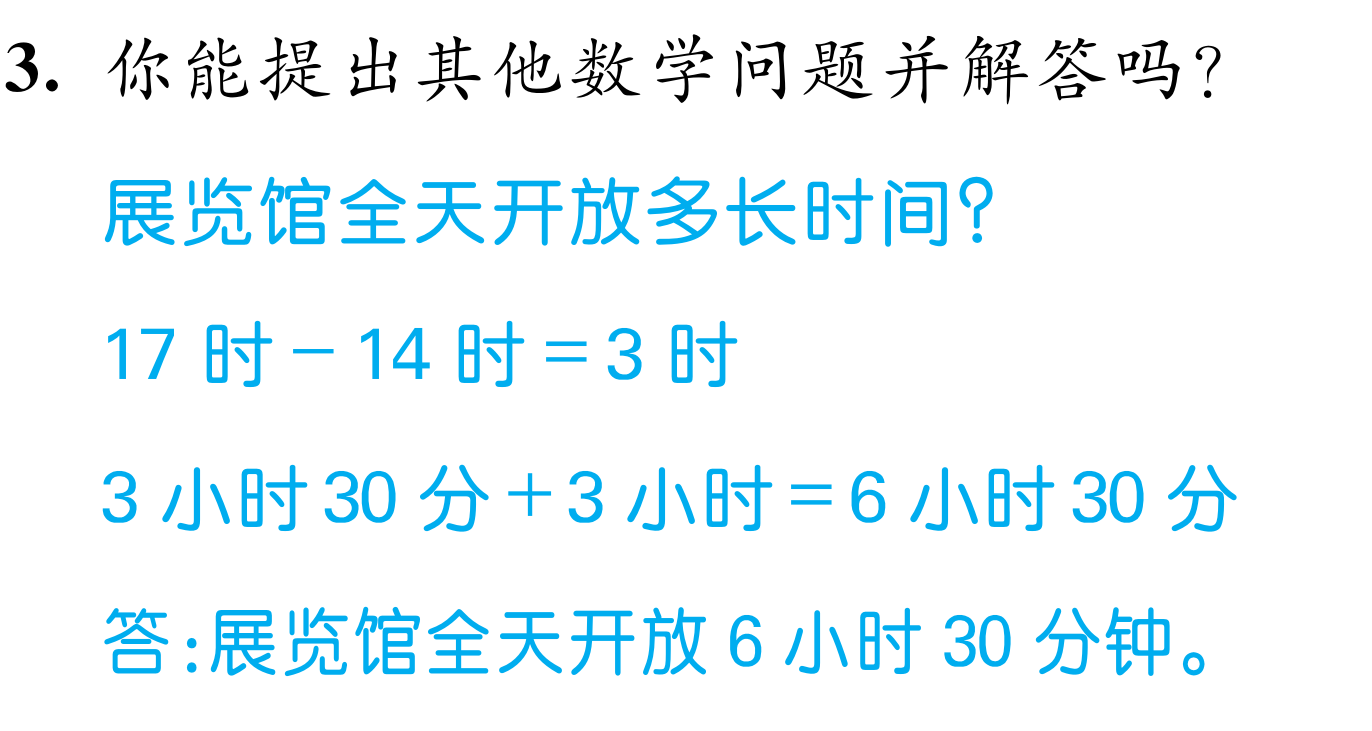 3. 你能提出其他数学问题并解答吗?
展览馆全天开放多长时间?
17 时 - 14 时 = 3 时
3 小时 30 分 + 3 小时 = 6 小时 30 分
答:展览馆全天开放 6 小时 30 分钟。